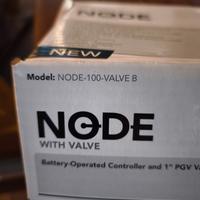 NODE
NEW
Model: NODE-100-VALVE B
NODE
WITH VALVE
Battery-Operated Controller and 1" PGV